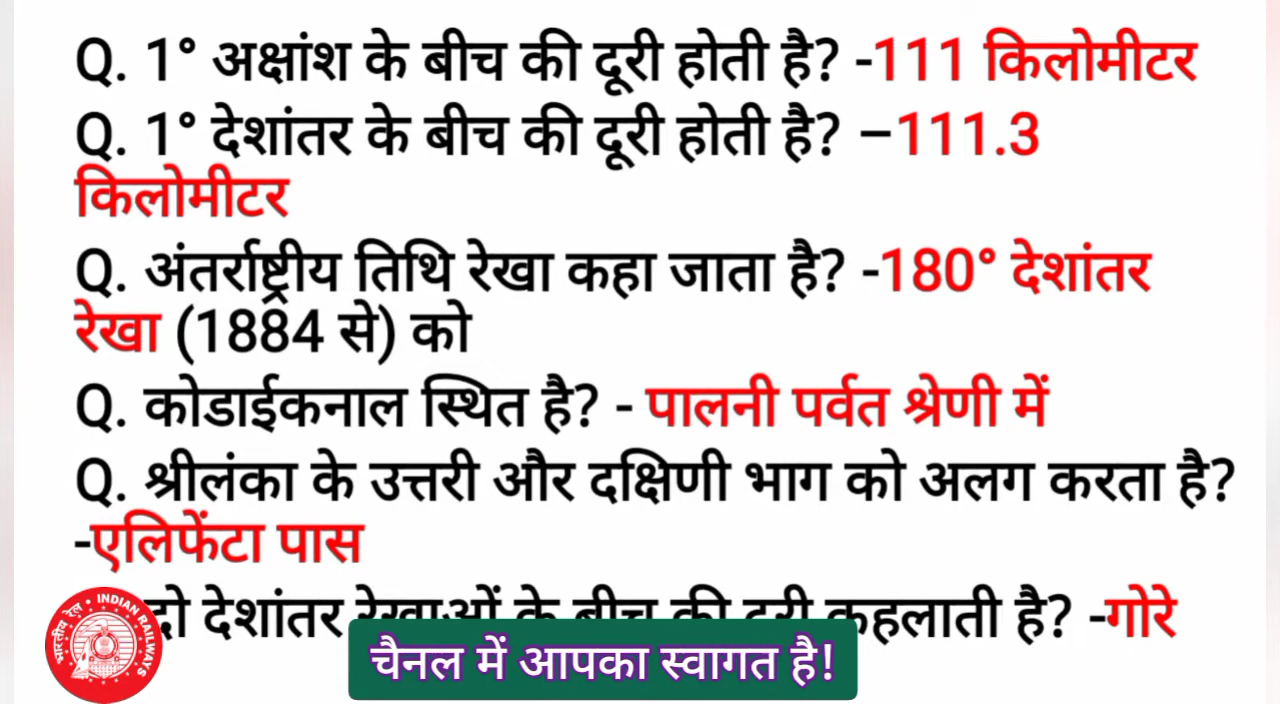 Q. 1° अक्षांश के बीच की दूरी होती है? -111 किलोमीटर
Q. 1° देशांतर के बीच की दूरी होती है? –111.3
किलोमीटर
Q. अंतर्राष्ट्रीय तिथि रेखा कहा जाता है? -180° देशांतर
रेखा (1884 से) को
Q. कोडाईकनाल स्थित है? - पालनी पर्वत श्रेणी में
Q. श्रीलंका के उत्तरी और दक्षिणी भाग को अलग करता है?
-एलिफेंटा पास
दो देशांतर रेखाओं के बीच की दूरी कहलाती है? -गोरे
चैनल में आपका स्वागत है!
भारतीय रेल • INDIAN RAILWAYS